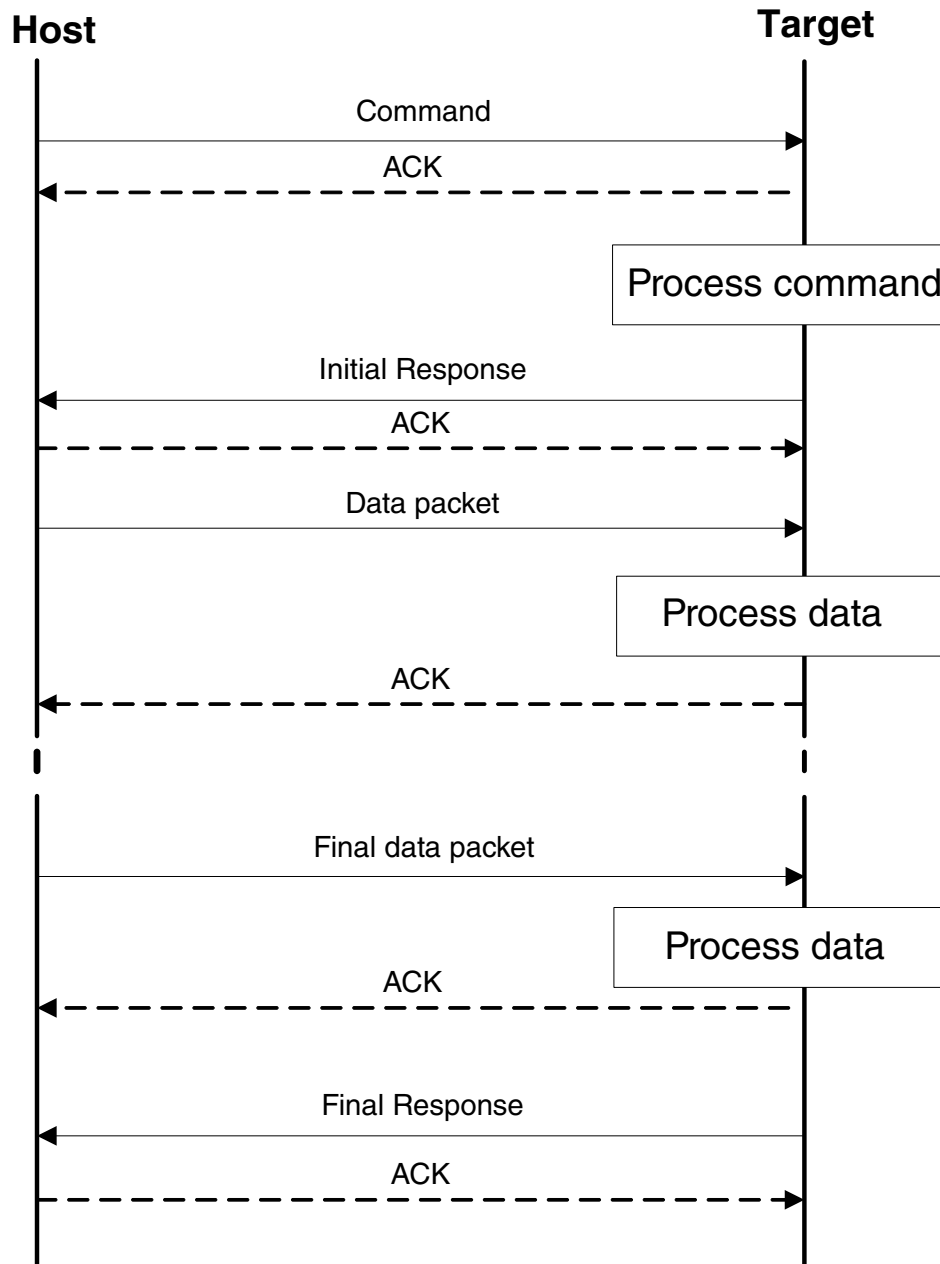 Host
Target
Command
ACK
Process command
Initial Response
ACK
Data packet
Process data
ACK
Final data packet
Process data
ACK
Final Response
ACK